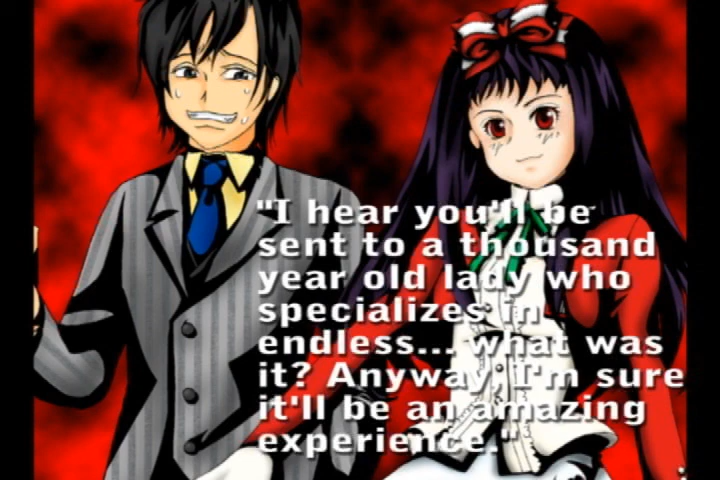 "I hear you'll be
sent to a thousand
year old lady who
specializes in
endless... what was
it? Anyway, I'm sure
it'll be an amazing
experience."